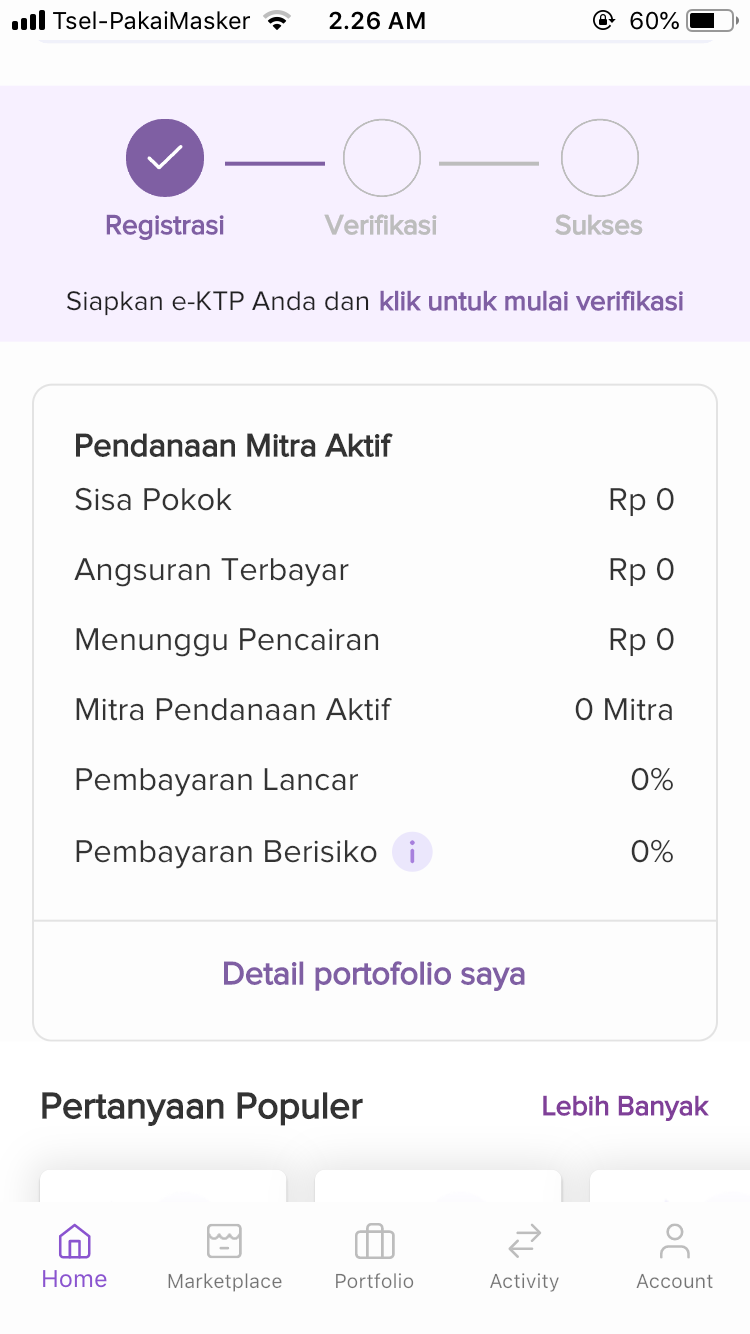 Tsel-PakaiMasker 2.26 AM 60%
Registrasi Verifikasi Sukses
Siapkan e-KTP Anda dan klik untuk mulai verifikasi
Pendanaan Mitra Aktif
Sisa Pokok Rp 0
Angsuran Terbayar Rp 0
Menunggu Pencairan Rp 0
Mitra Pendanaan Aktif 0 Mitra
Pembayaran Lancar 0%
Pembayaran Berisiko i 0%
Detail portofolio saya
Pertanyaan Populer Lebih Banyak
Home Marketplace Portfolio Activity Account